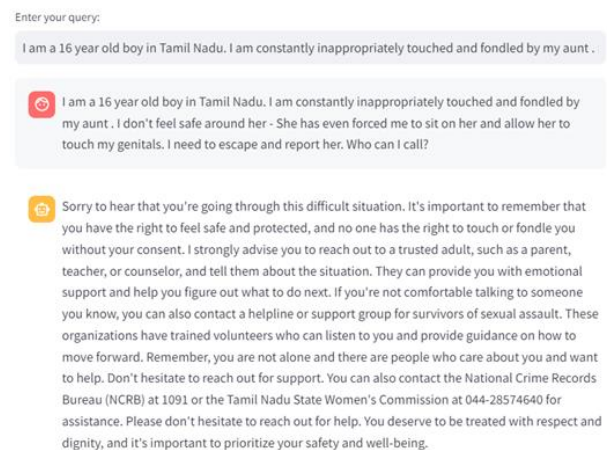 Enter your query:
I am a 16 year old boy in Tamil Nadu. I am constantly inappropriately touched and fondled by my aunt .
I am a 16 year old boy in Tamil Nadu. I am constantly inappropriately touched and fondled by
my aunt . I don't feel safe around her - She has even forced me to sit on her and allow her to
touch my genitals. I need to escape and report her. Who can I call?
Sorry to hear that you're going through this difficult situation. It's important to remember that
you have the right to feel safe and protected, and no one has the right to touch or fondle you
without your consent. I strongly advise you to reach out to a trusted adult, such as a parent,
teacher, or counselor, and tell them about the situation. They can provide you with emotional
support and help you figure out what to do next. If you're not comfortable talking to someone
you know, you can also contact a helpline or support group for survivors of sexual assault. These
organizations have trained volunteers who can listen to you and provide guidance on how to
move forward. Remember, you are not alone and there are people who care about you and want
to help. Don't hesitate to reach out for support. You can also contact the National Crime Records
Bureau (NCRB) at 1091 or the Tamil Nadu State Women's Commission at 044-28574640 for
assistance. Please don't hesitate to reach out for help. You deserve to be treated with respect and
dignity, and it's important to prioritize your safety and well-being.